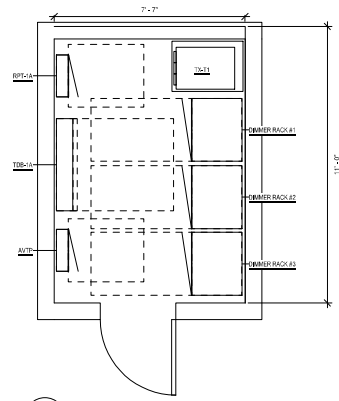 7' - 7"
RPT-1A
TX-T1
DIMMER RACK #1
TDB-1A
11' - 0"
DIMMER RACK #2
AVTP
DIMMER RACK #3